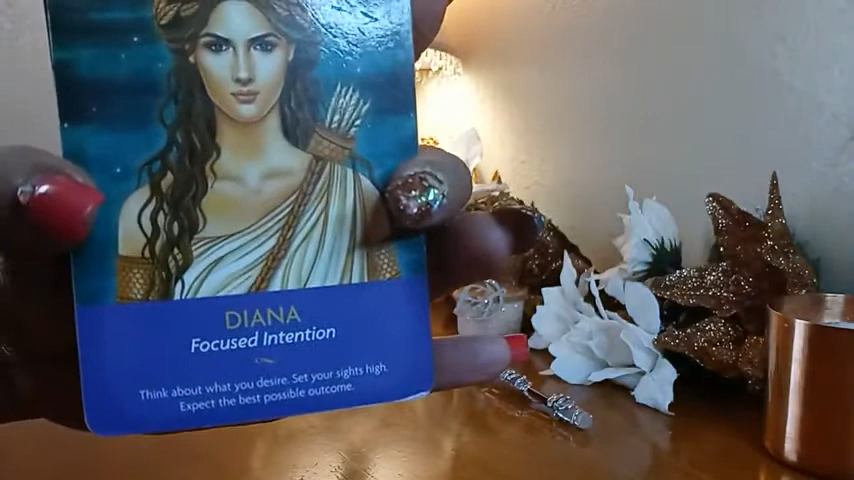 DIANA
Focused Intention
Think about what you desire. Set your sights high.
Expect the best possible outcome.